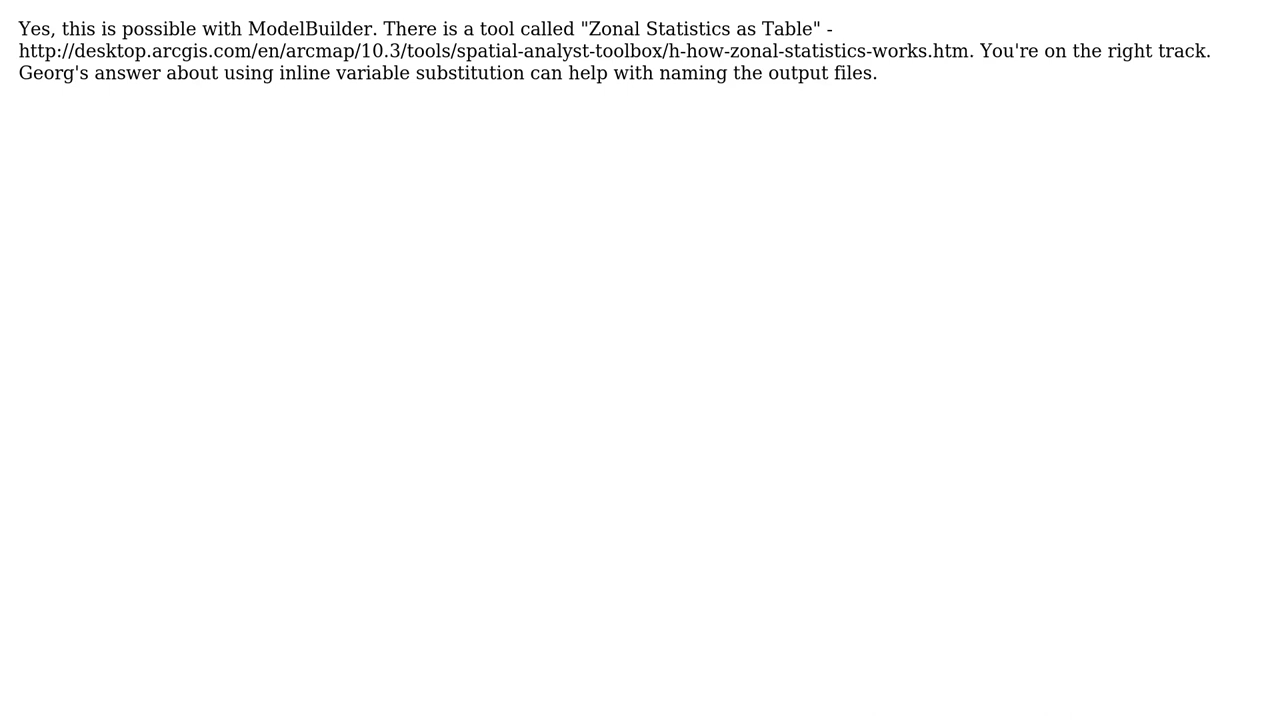 Yes, this is possible with ModelBuilder. There is a tool called "Zonal Statistics as Table" -
http://desktop.arcgis.com/en/arcmap/10.3/tools/spatial-analyst-toolbox/h-how-zonal-statistics-works.htm. You're on the right track.
Georg's answer about using inline variable substitution can help with naming the output files.